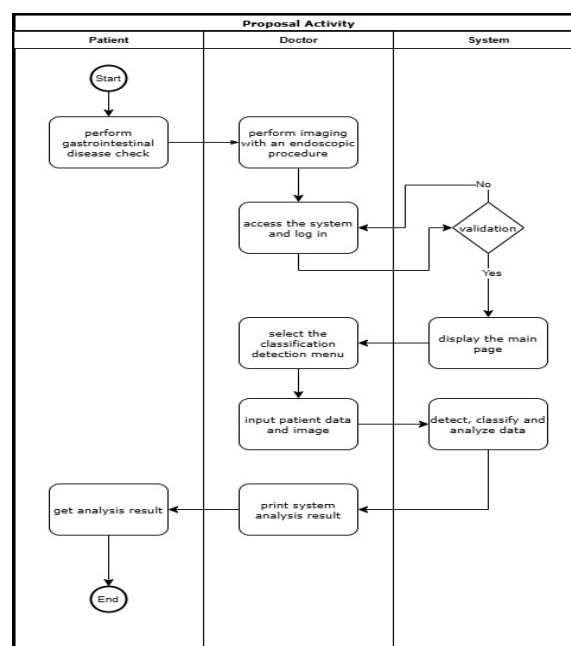 Proposal Activity
Patient
Doctor
System
Start
perform
gastrointestinal
disease check
perform imaging
with an endoscopic
procedure
No
access the system
and log in
validation
Yes
select the
classification
detection menu
display the main
page
input patient data
and image
detect, classify and
analyze data
get analysis result
print system
analysis result
End